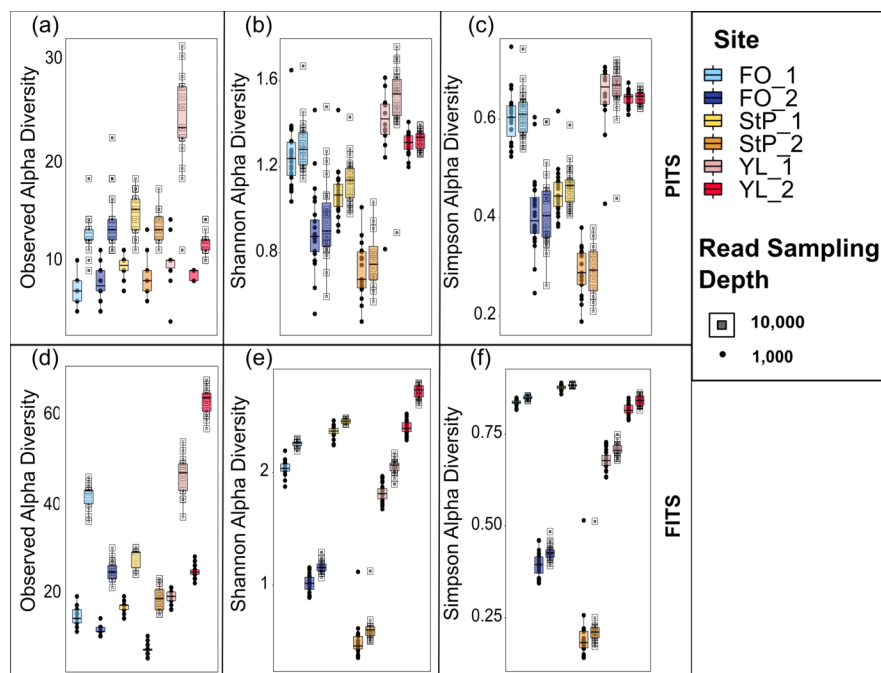 (a)
(b)
(c)
Observed Alpha Diversity
30
20
10
Shannon Alpha Diversity
1.6
1.2
0.8
Simpson Alpha Diversity
0.6
0.4
0.2
PITS
Site
FO_1
FO_2
StP_1
StP_2
YL_1
YL_2
Read Sampling
Depth
10,000
1,000
(d)
(e)
(f)
Observed Alpha Diversity
60
40
20
Shannon Alpha Diversity
2
1
Simpson Alpha Diversity
0.75
0.50
0.25
FITS